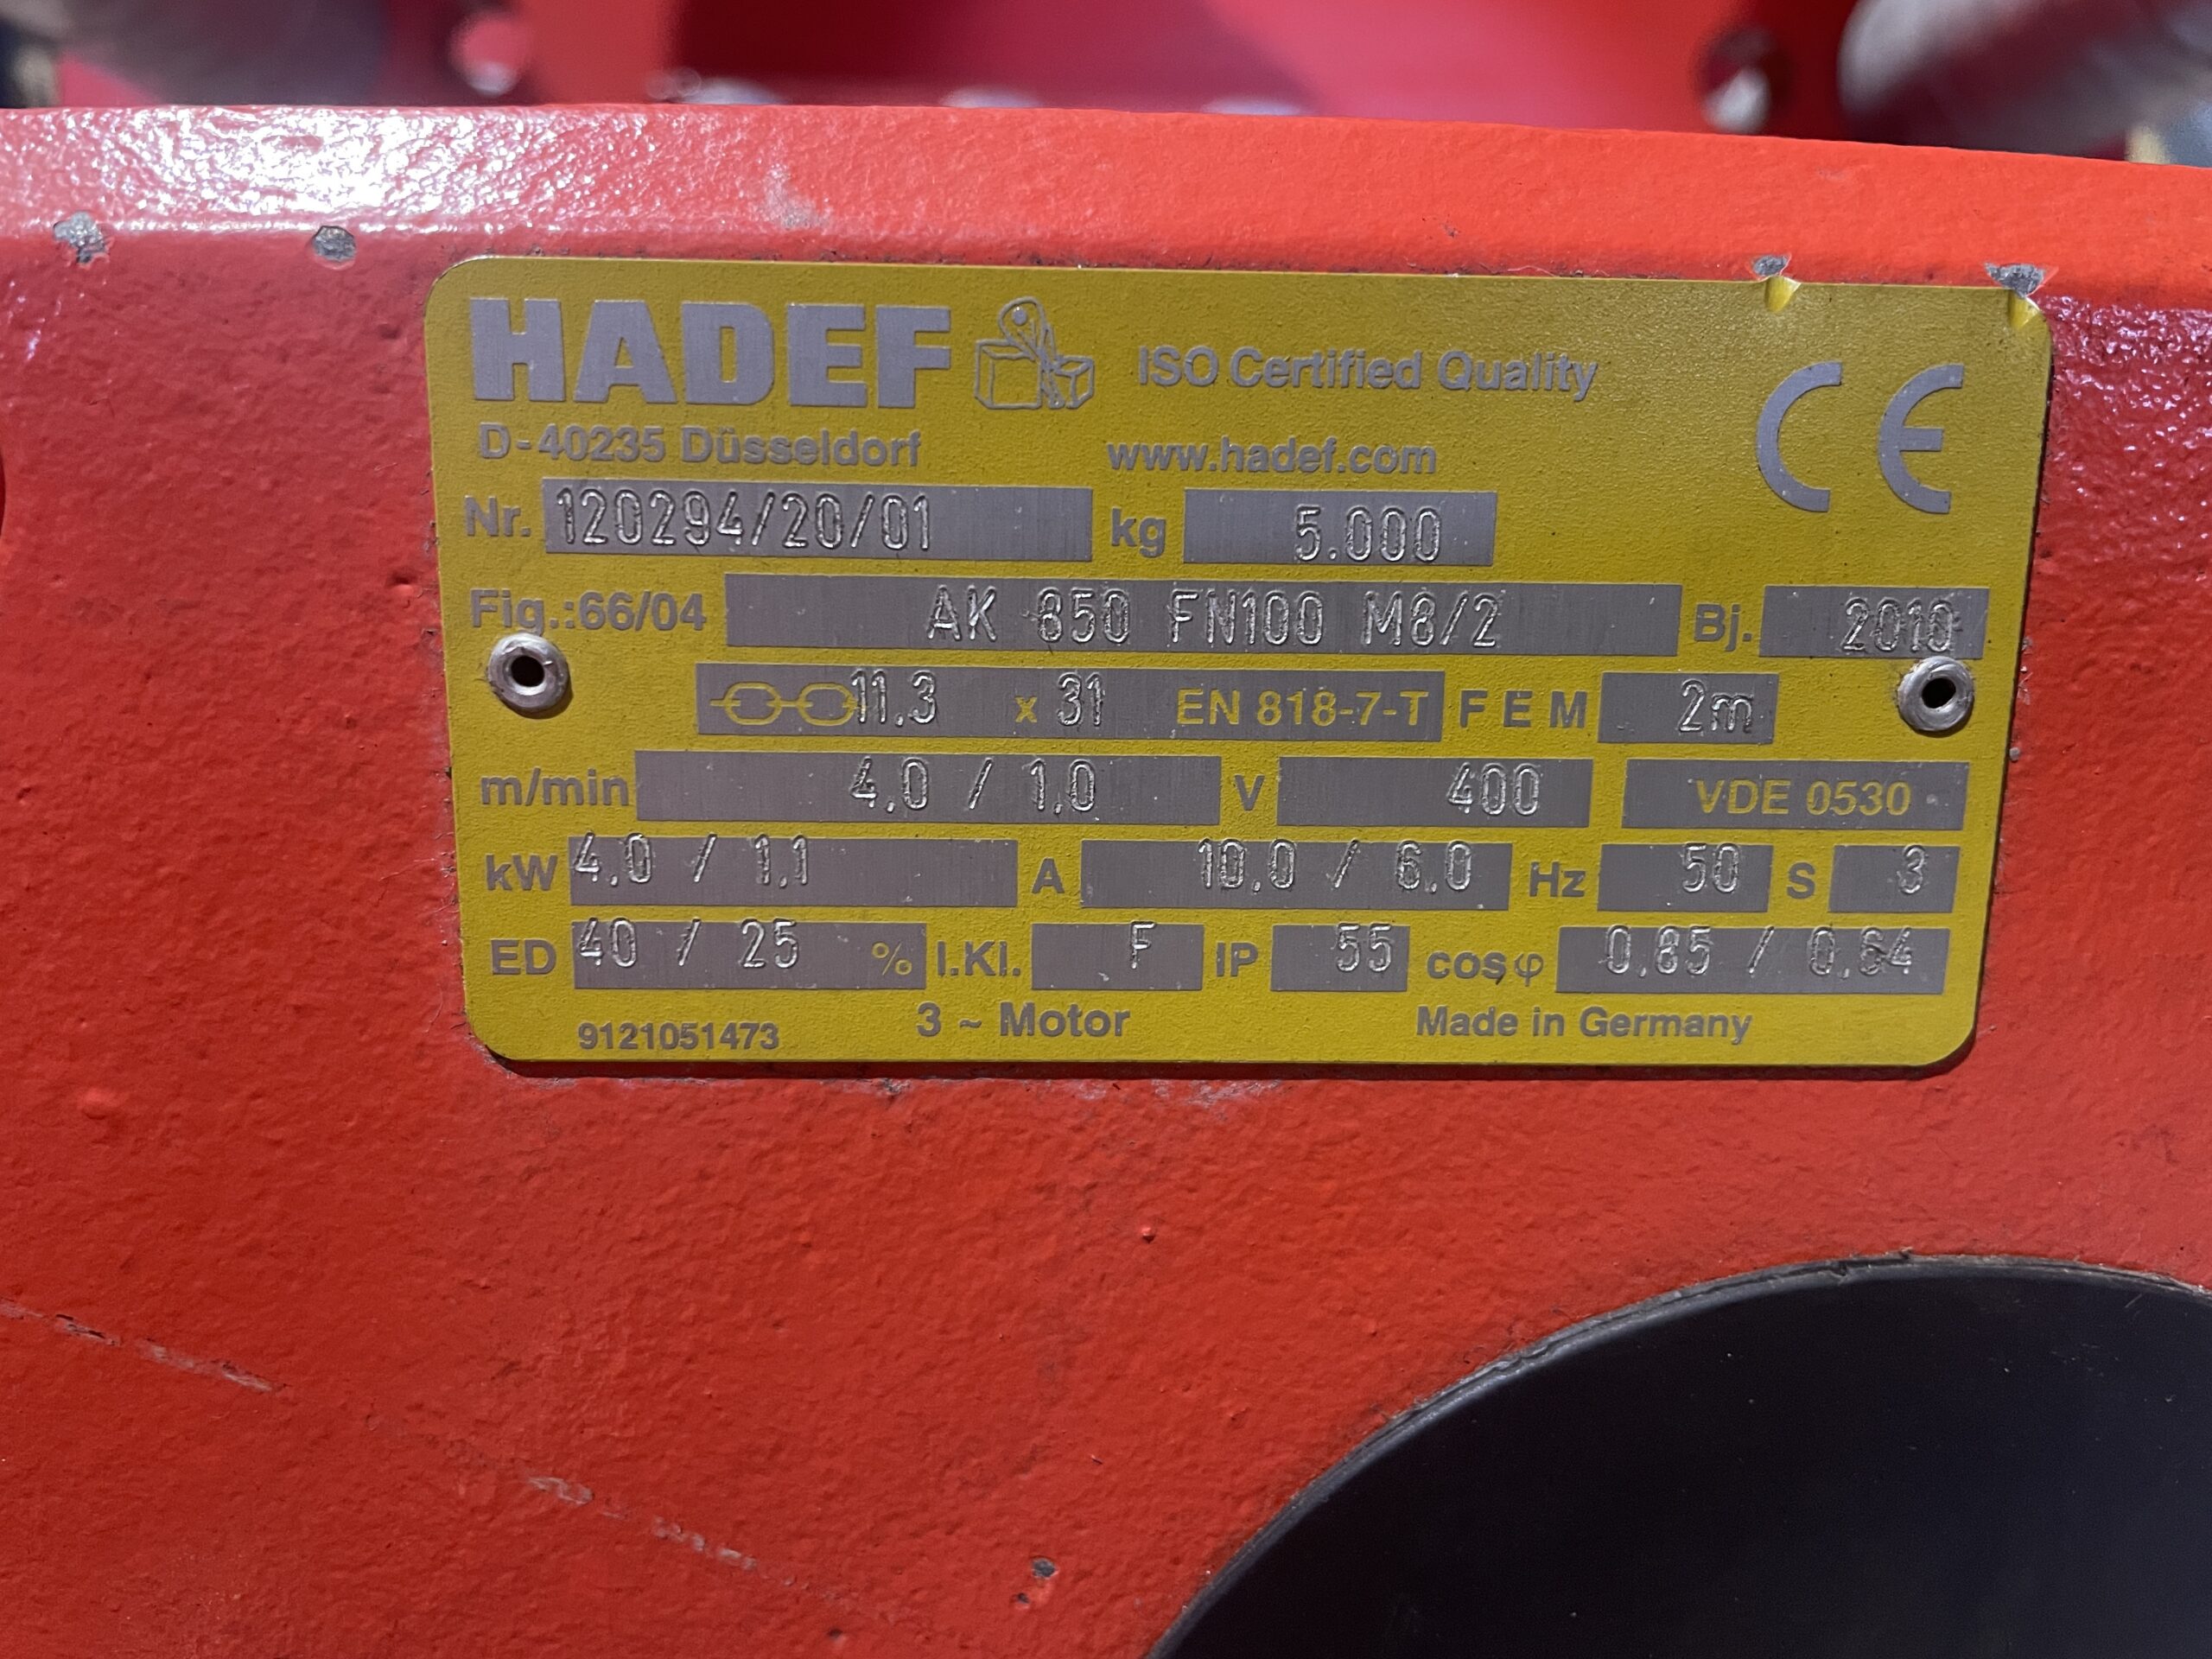 HADEF ISO Certified Quality CE
D-40235 Düsseldorf www.hadef.com
Nr. 120294/20/01 kg 5.000
Fig.:66/04 AK 850 FN100 M8/2 Bj. 2010
11.3 x 31 EN 818-7-T FEM 2m
m/min 4.0 / 1.0 V 400 VDE 0530
kW 4.0 / 1.1 A 10.0 / 6.0 Hz 50 S 3
ED 40 / 25 % I.Kl. F IP 55 cosφ 0.85 / 0.64
9121051473 3 ~ Motor Made in Germany